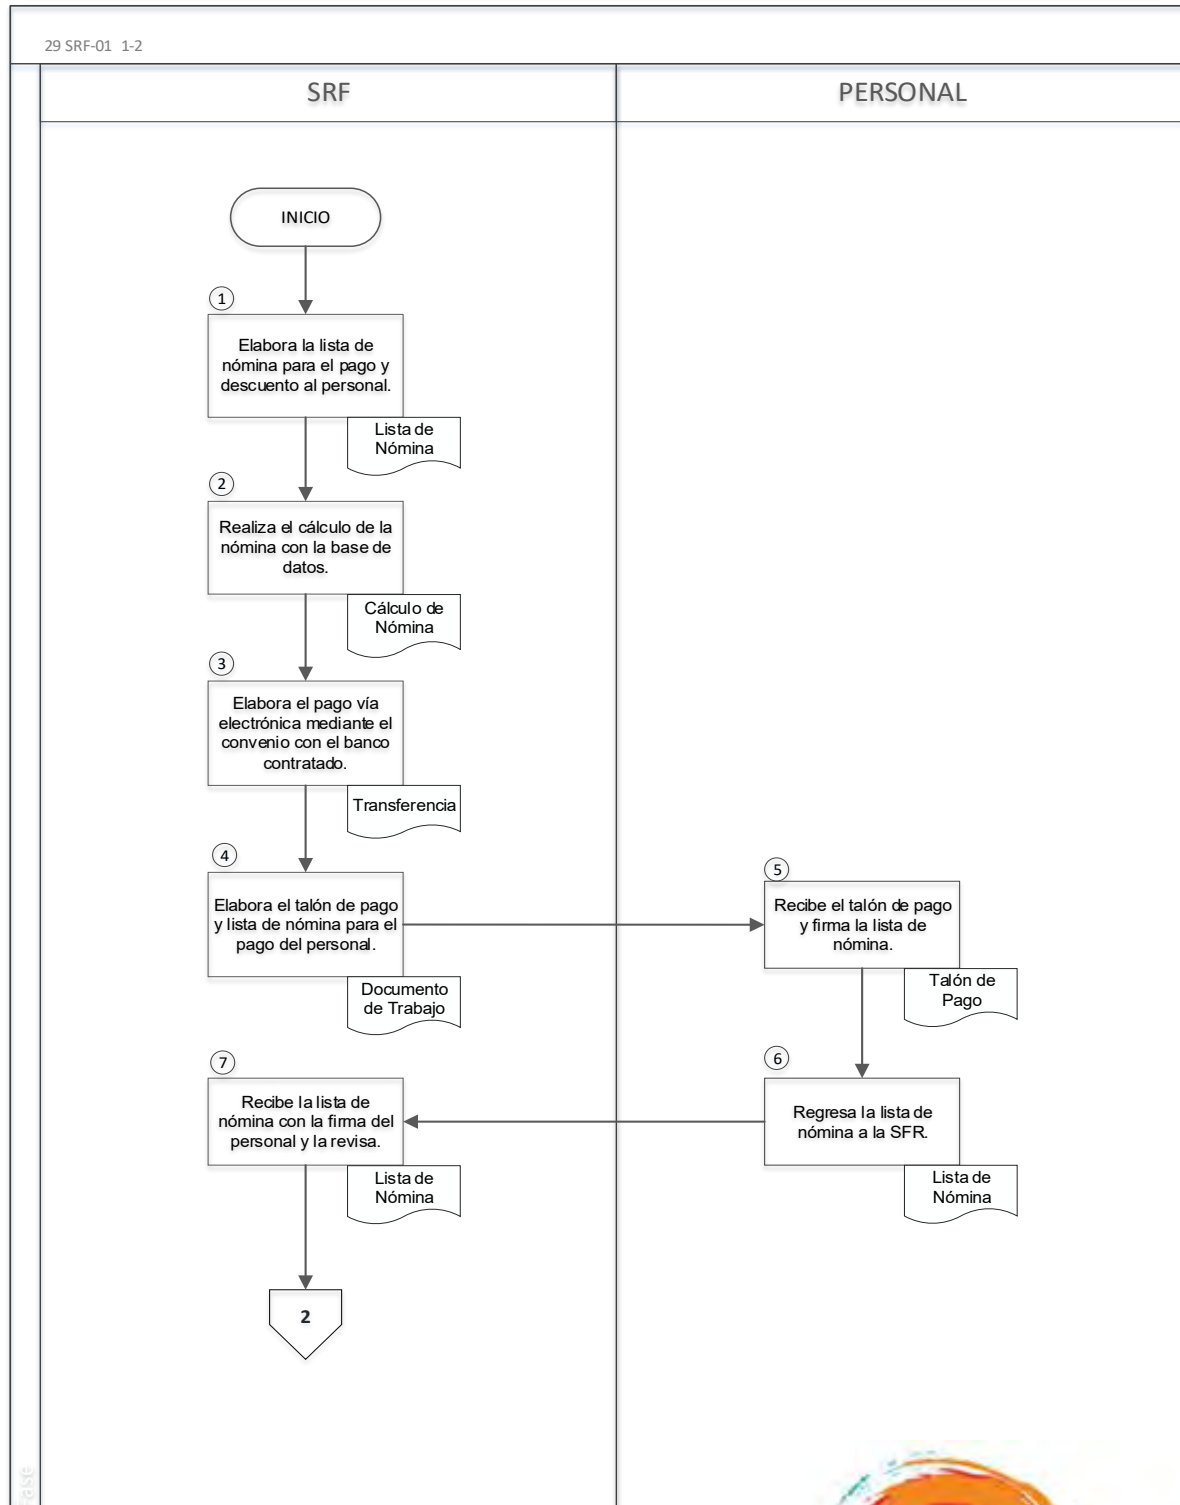 29 SRF-01  1-2
SRF
PERSONAL
INICIO
1
Elabora la lista de
nómina para el pago y
descuento al personal.
Lista de
Nómina
2
Realiza el cálculo de la
nómina con la base de
datos.
Cálculo de
Nómina
3
Elabora el pago vía
electrónica mediante el
convenio con el banco
contratado.
Transferencia
4
Elabora el talón de pago
y lista de nómina para el
pago del personal.
Documento
de Trabajo
5
Recibe el talón de pago
y firma la lista de
nómina.
Talón de
Pago
6
Regresa la lista de
nómina a la SFR.
Lista de
Nómina
7
Recibe la lista de
nómina con la firma del
personal y la revisa.
Lista de
Nómina
2